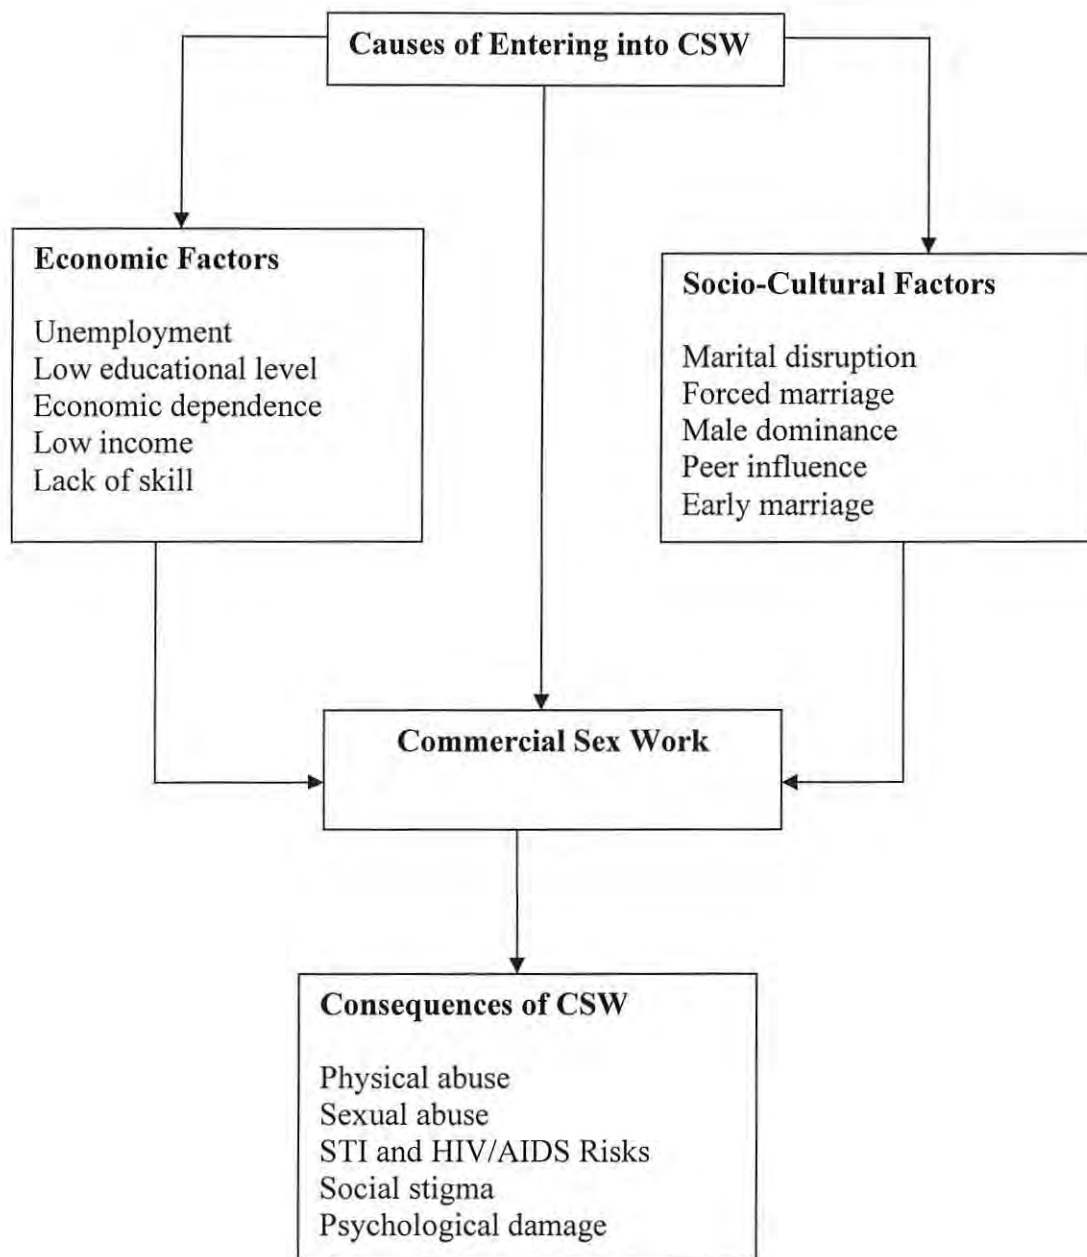 Causes of Entering into CSW
Economic Factors
Unemployment
Low educational level
Economic dependence
Low income
Lack of skill
Socio-Cultural Factors
Marital disruption
Forced marriage
Male dominance
Peer influence
Early marriage
Commercial Sex Work
Consequences of CSW
Physical abuse
Sexual abuse
STI and HIV/AIDS Risks
Social stigma
Psychological damage